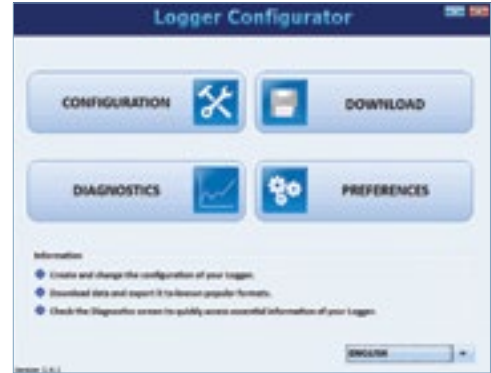 Logger Configurator
CONFIGURATION
DOWNLOAD
DIAGNOSTICS
PREFERENCES
Information
Create and change the configuration of your Logger.
Download data and export it to known popular formats.
Check the Diagnostics screen to quickly access essential information of your Logger.
ENGLISH